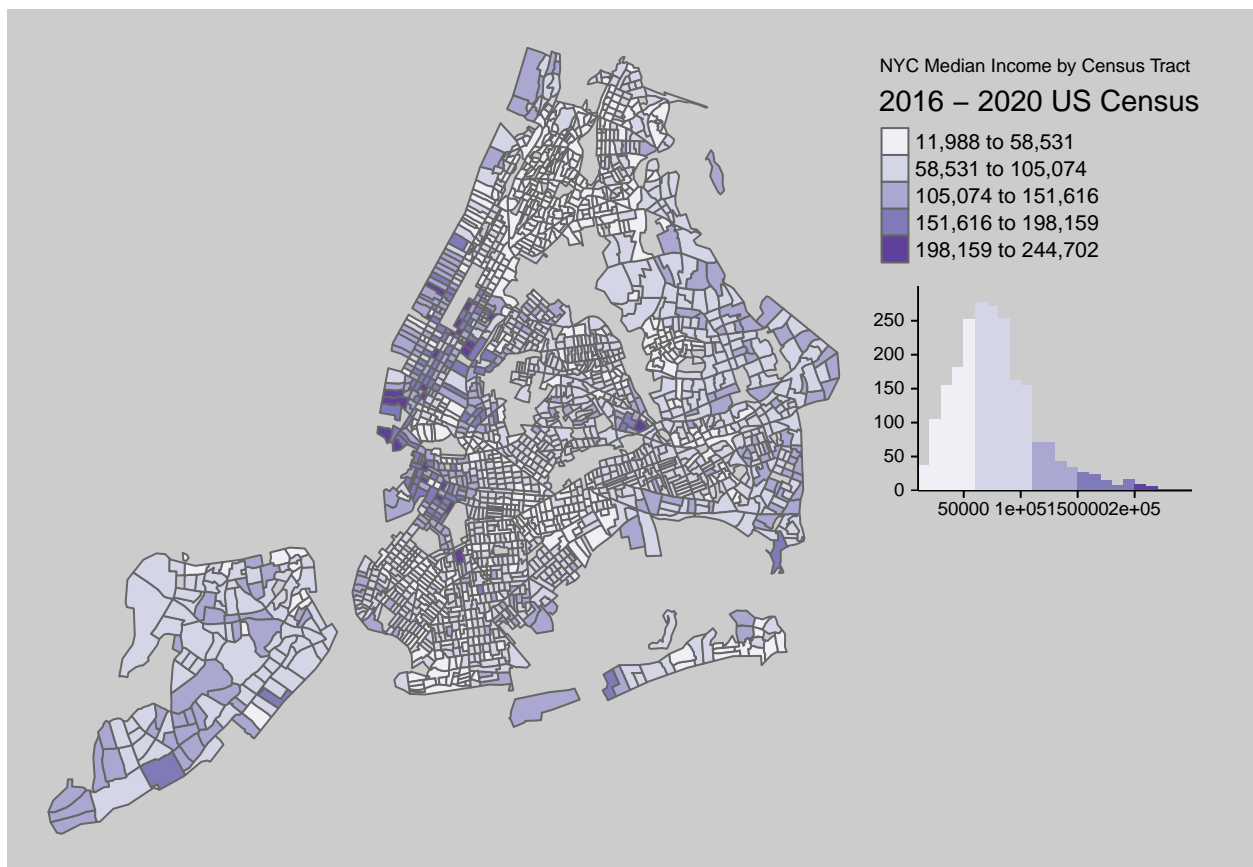 NYC Median Income by Census Tract
2016 – 2020 US Census
11,988 to 58,531
58,531 to 105,074
105,074 to 151,616
151,616 to 198,159
198,159 to 244,702
250
200
150
100
50
0
50000 1e+051500002e+05